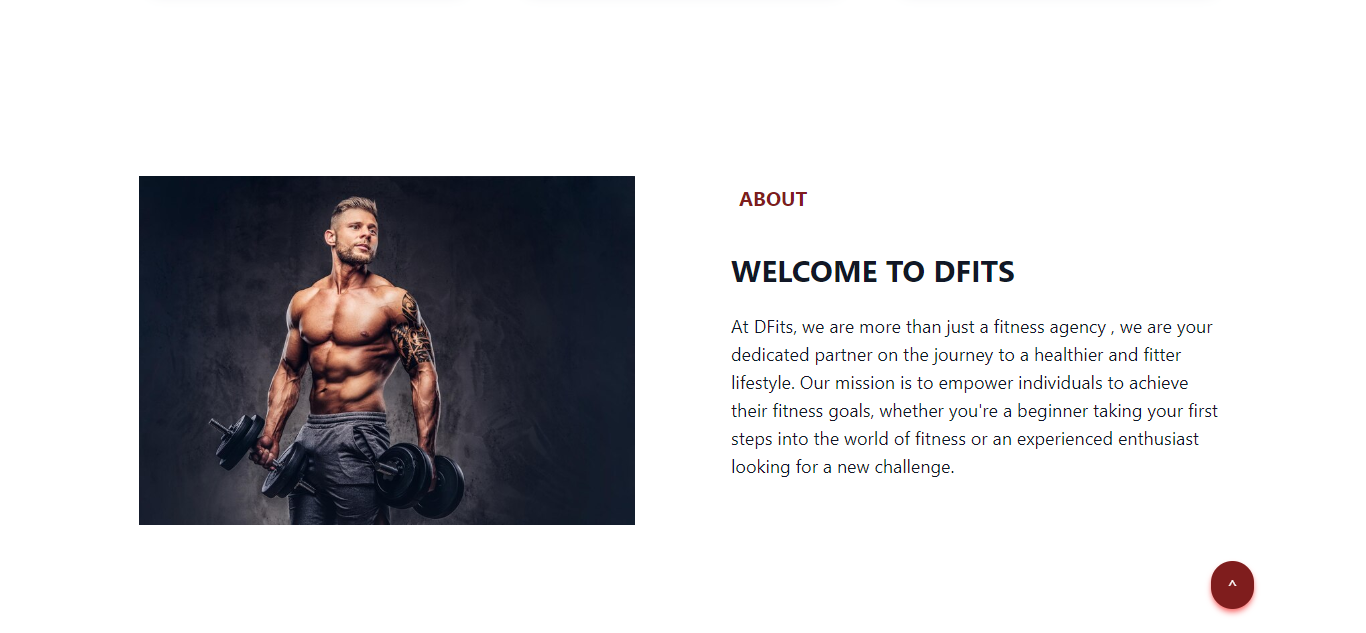 ABOUT
WELCOME TO DFITS
At DFits, we are more than just a fitness agency , we are your
dedicated partner on the journey to a healthier and fitter
lifestyle. Our mission is to empower individuals to achieve
their fitness goals, whether you're a beginner taking your first
steps into the world of fitness or an experienced enthusiast
looking for a new challenge.
^